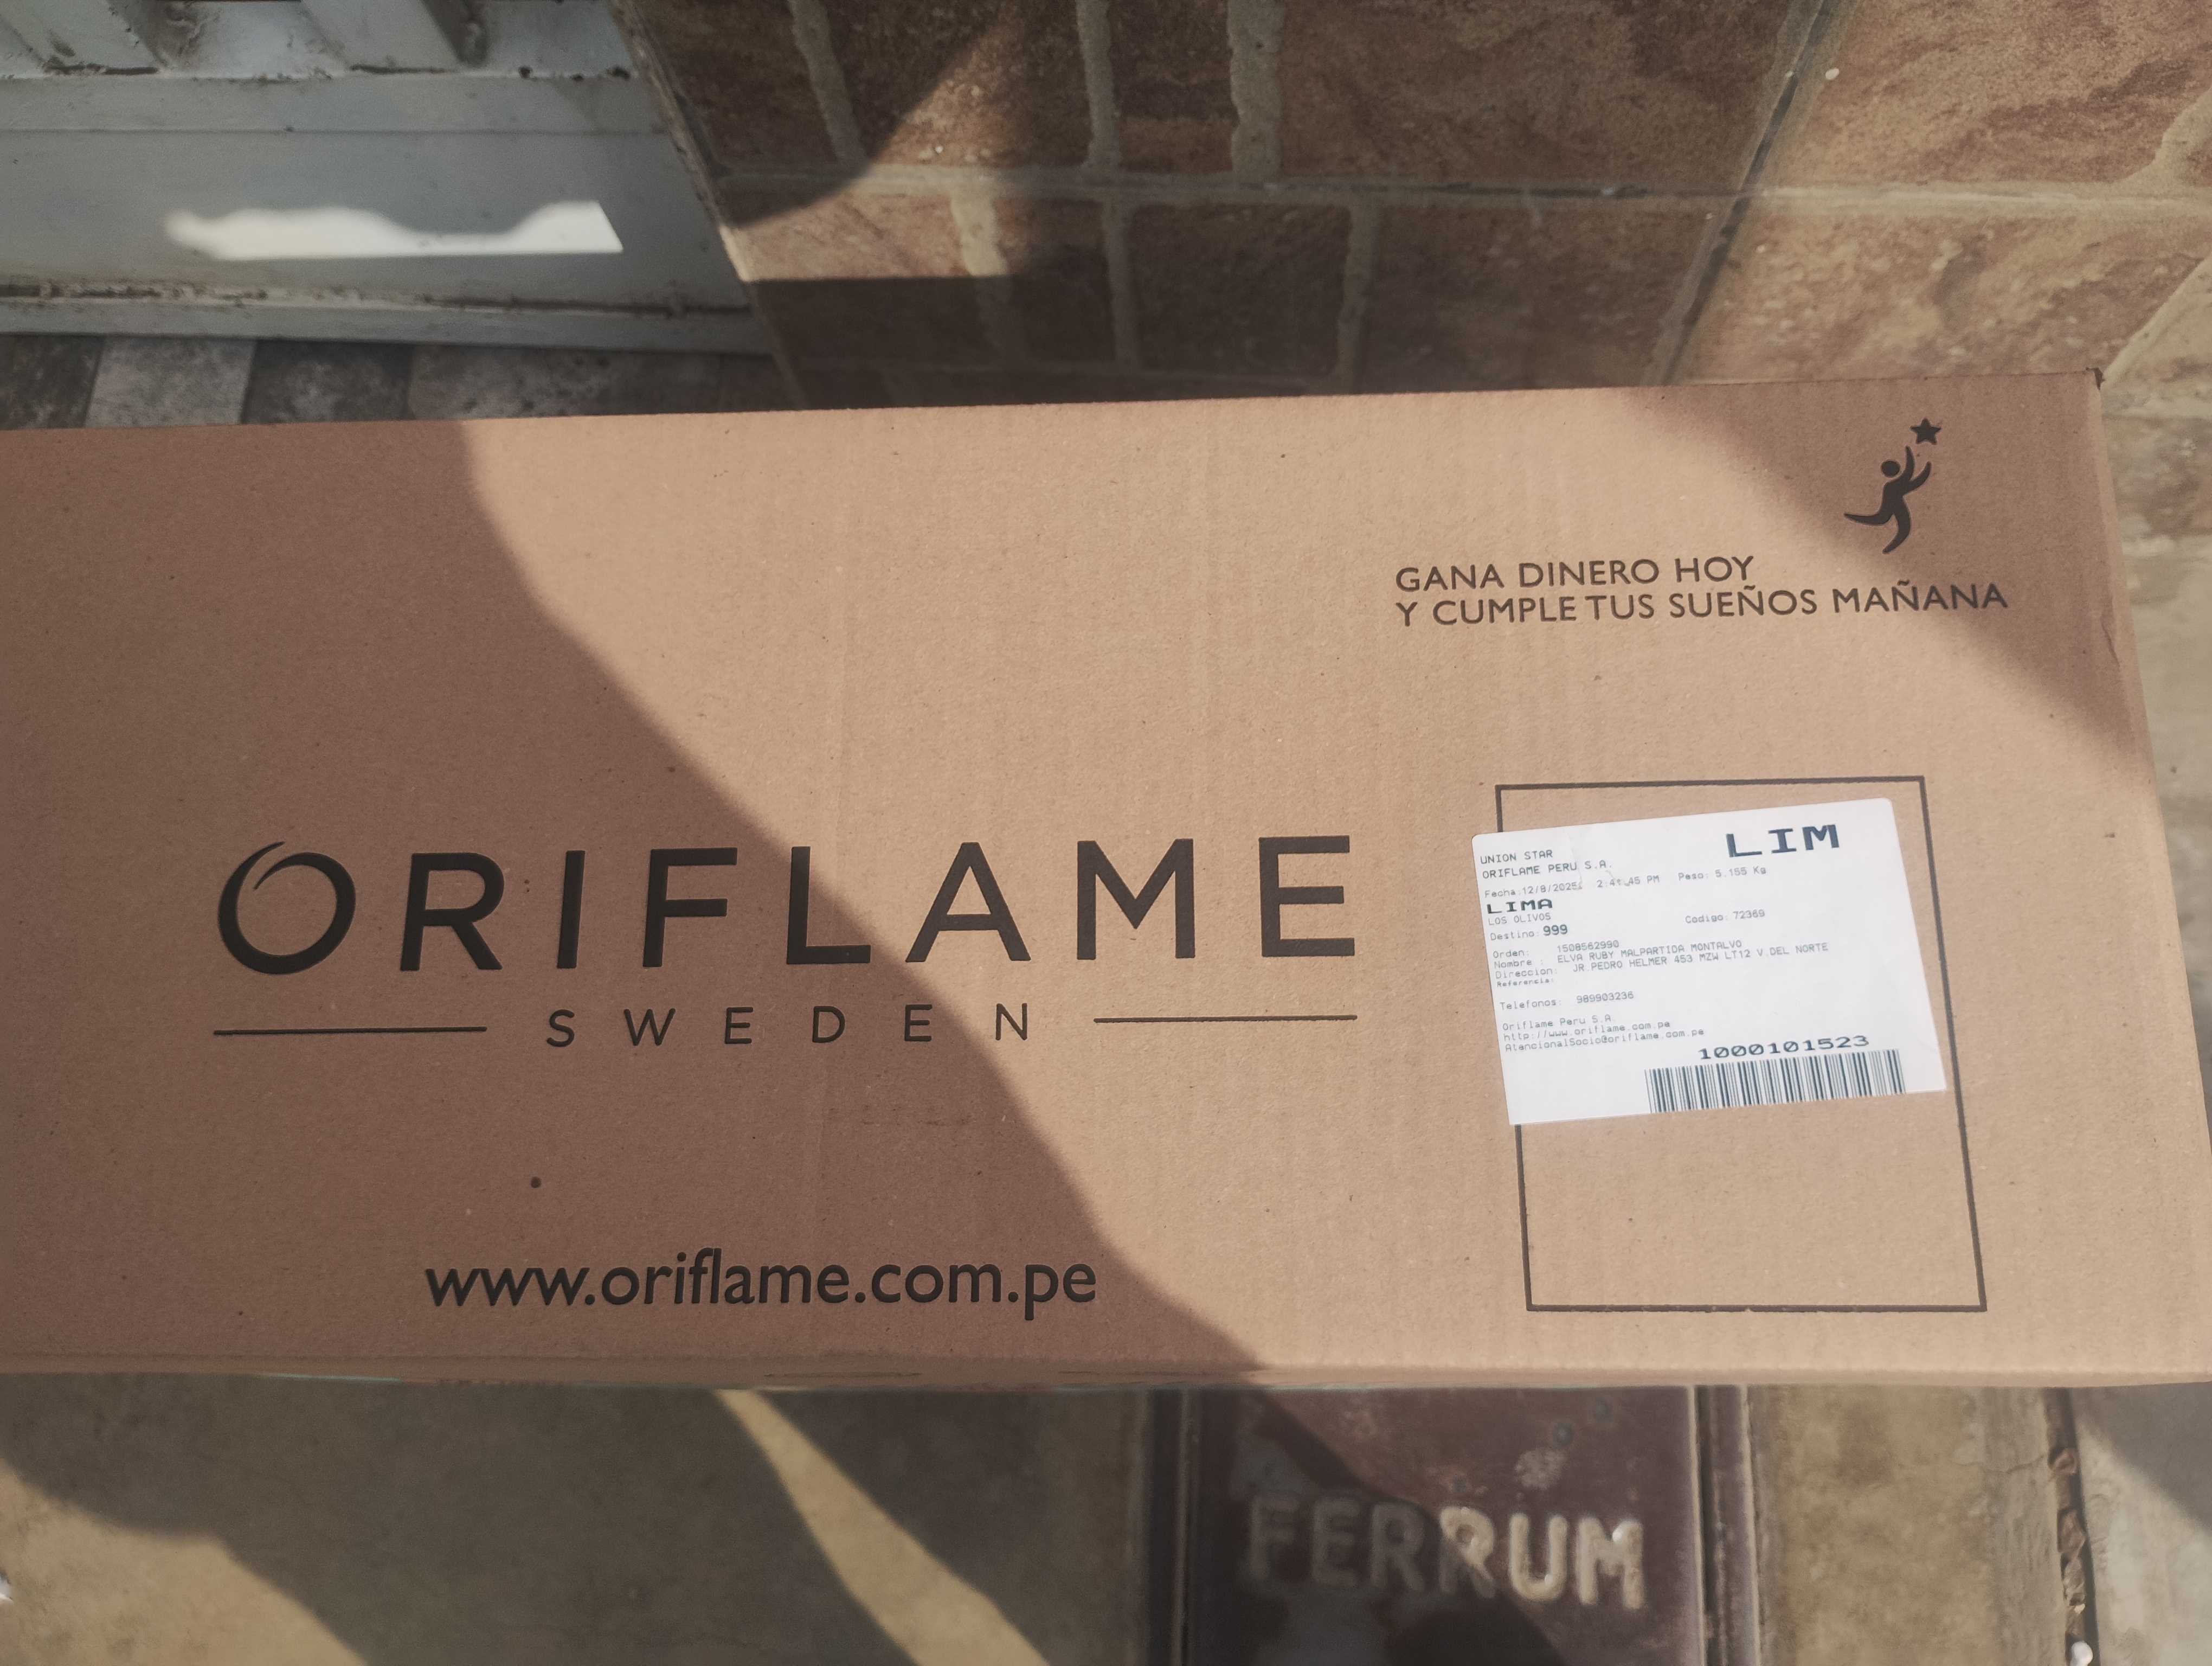 GANA DINERO HOY
Y CUMPLE TUS SUEÑOS MAÑANA
ORIFLAME
SWEDEN
www.oriflame.com.pe
LIM
UNION STAR
ORIFLAME PERU S.A.
Fecha:12/8/2025 2:41:45 PM Peso: 5.155 Kg
LIMA
LOS OLIVOS Codigo: 72369
Destino: 999
Orden: 1508562990
Nombre : ELVA RUBY MALPARTIDA MONTALVO
Direccion: JR.PEDRO HELMER 453 MZW LT12 V.DEL NORTE
Referencia:
Telefonos: 989903236
Oriflame Peru S.A.
http://www.oriflame.com.pe
AtencionalSocio@oriflame.com.pe
1000101523
FERRUM